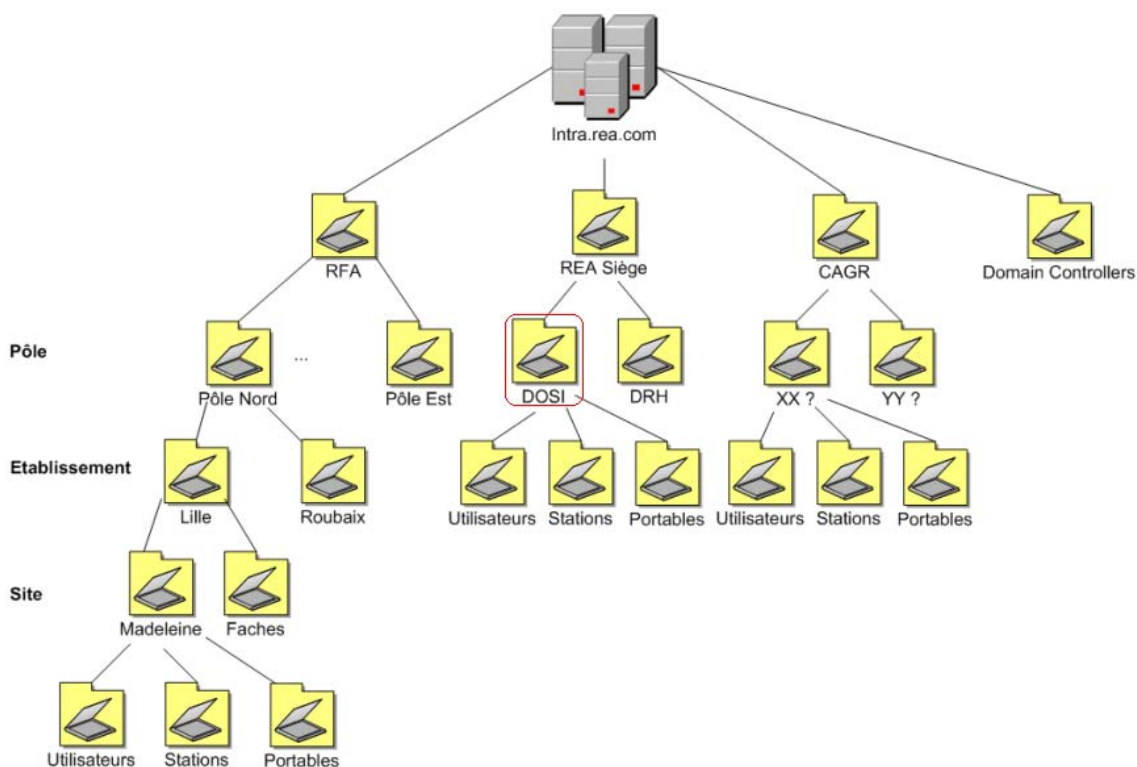 Intra.rea.com
RFA
REA Siège
CAGR
Domain Controllers
Pôle
Pôle Nord
...
Pôle Est
DOSI
DRH
XX ?
YY ?
Etablissement
Lille
Roubaix
Utilisateurs
Stations
Portables
Utilisateurs
Stations
Portables
Site
Madeleine
Faches
Utilisateurs
Stations
Portables